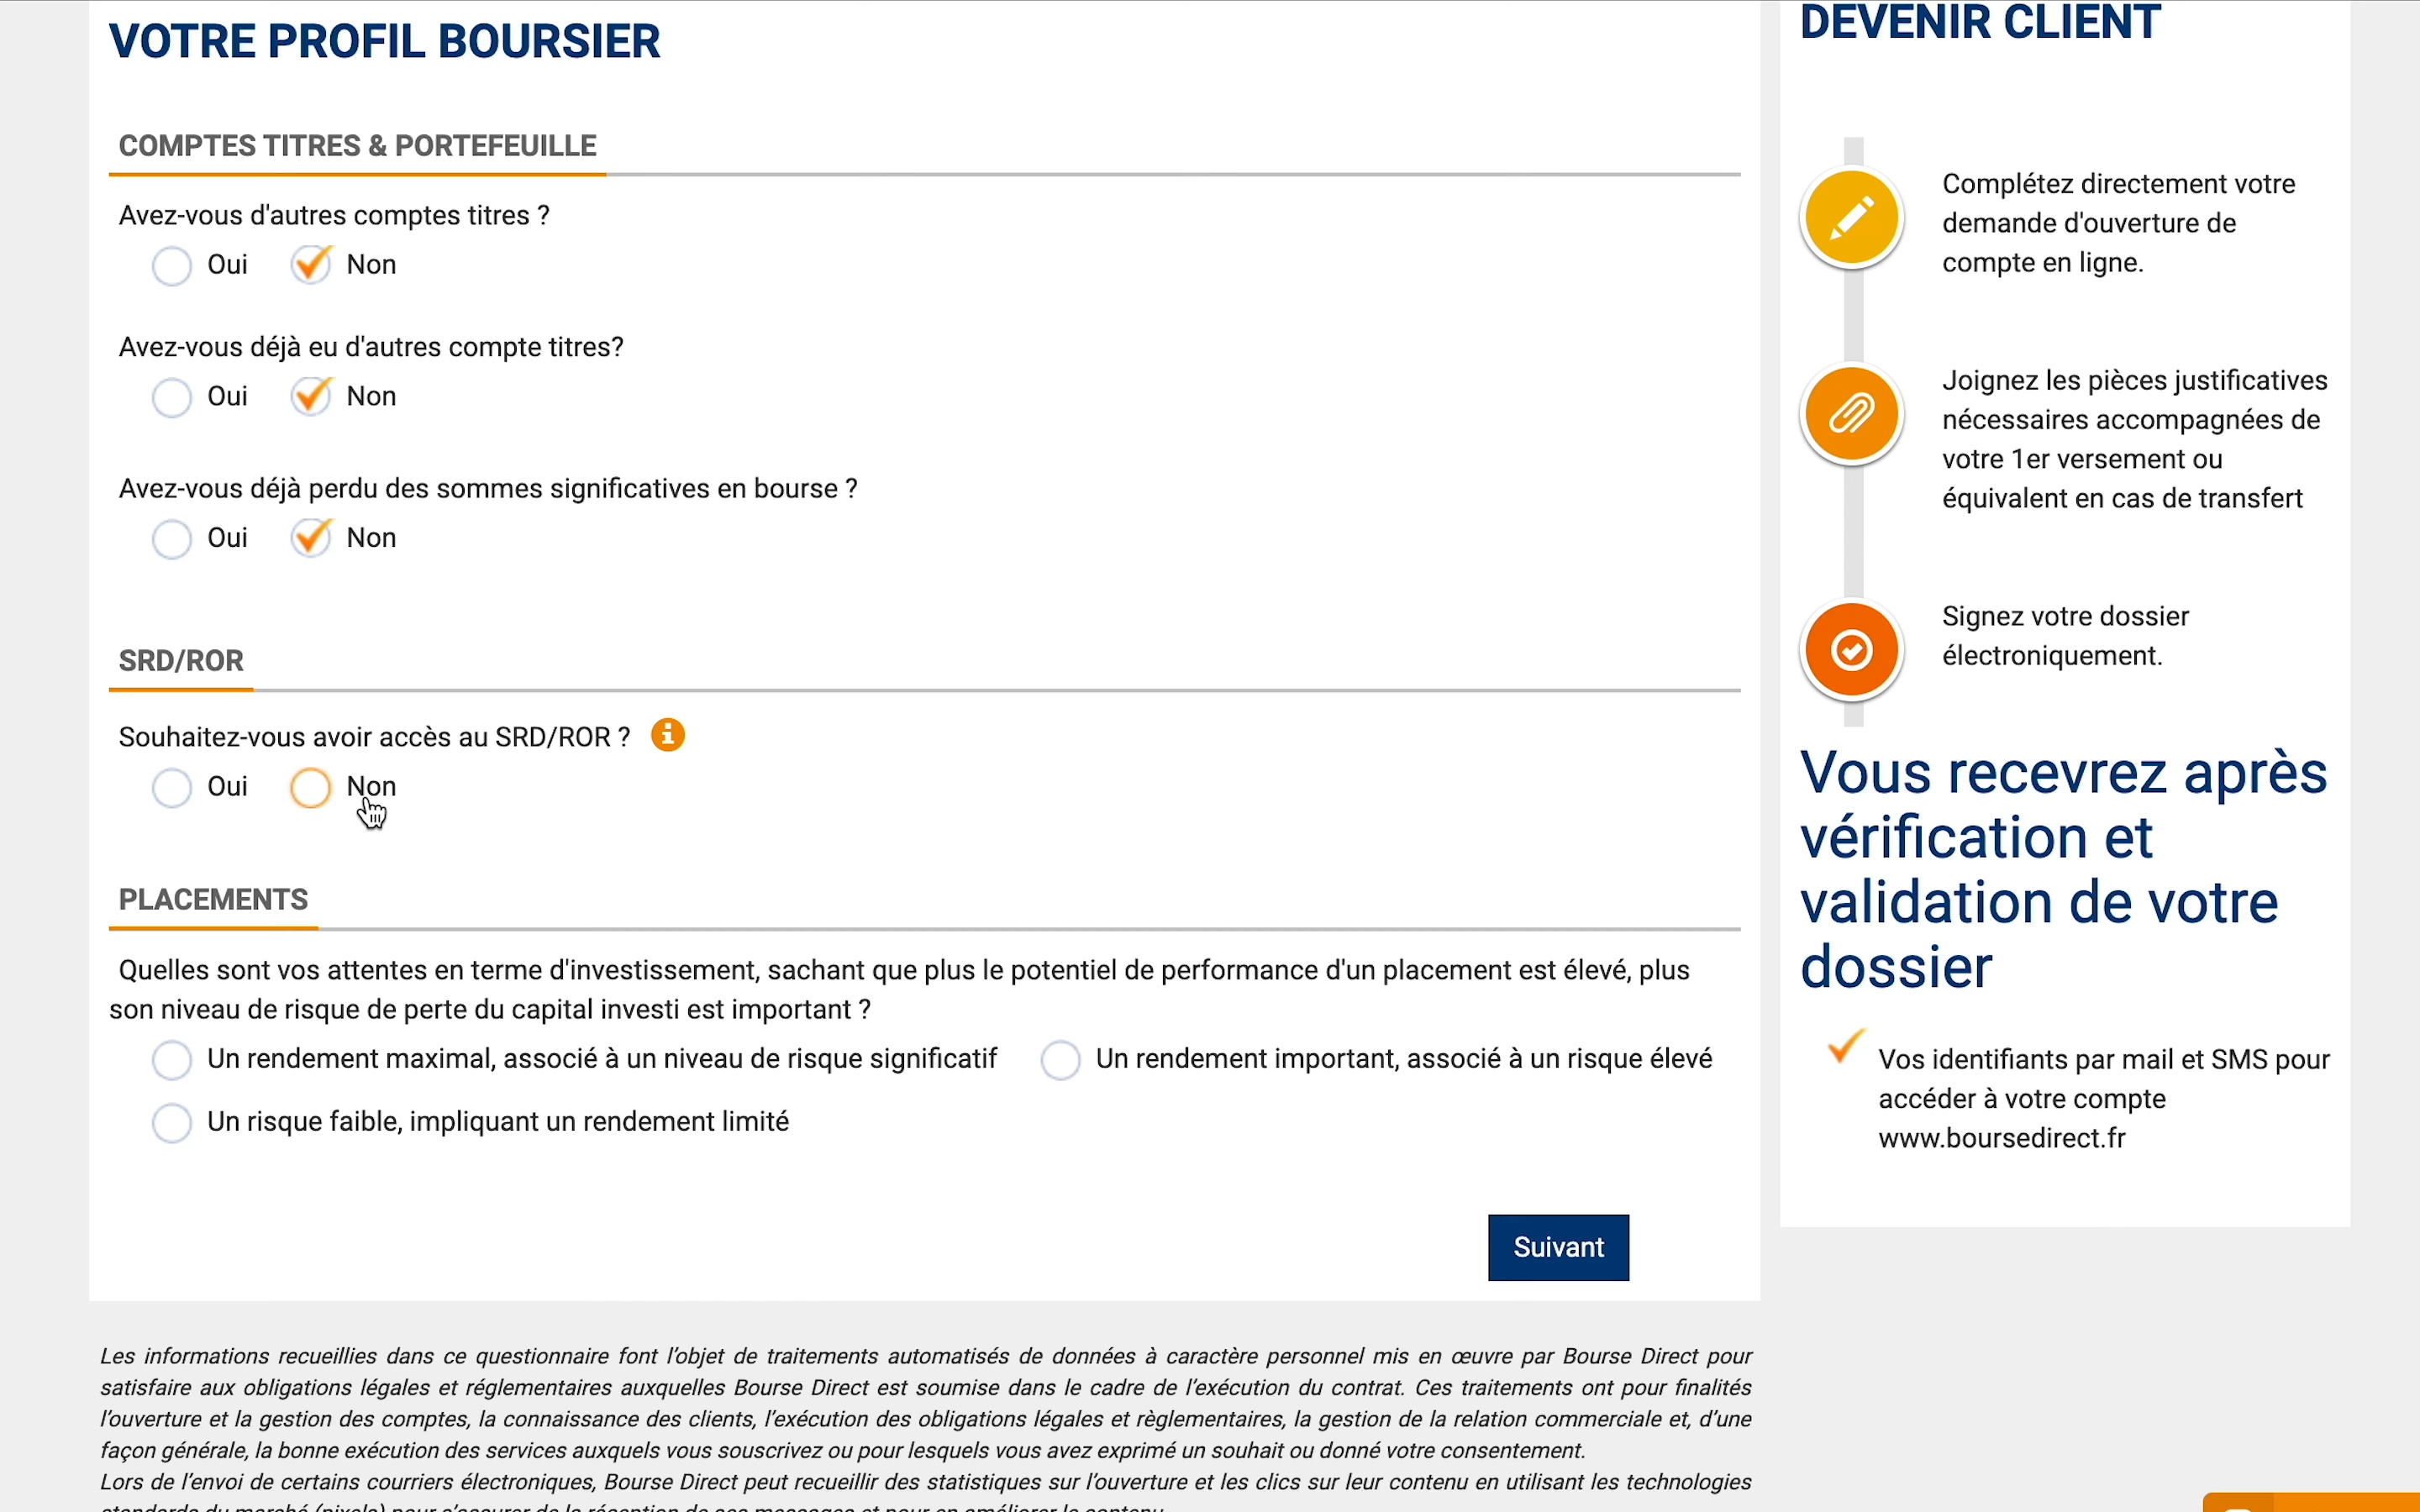 VOTRE PROFIL BOURSIER
COMPTES TITRES & PORTEFEUILLE
Avez-vous d'autres comptes titres ?
Oui Non
Avez-vous déjà eu d'autres compte titres?
Oui Non
Avez-vous déjà perdu des sommes significatives en bourse ?
Oui Non
SRD/ROR
Souhaitez-vous avoir accès au SRD/ROR ?
Oui Non
PLACEMENTS
Quelles sont vos attentes en terme d'investissement, sachant que plus le potentiel de performance d'un placement est élevé, plus
son niveau de risque de perte du capital investi est important ?
Un rendement maximal, associé à un niveau de risque significatif Un rendement important, associé à un risque élevé
Un risque faible, impliquant un rendement limité
Suivant
Les informations recueillies dans ce questionnaire font l'objet de traitements automatisés de données à caractère personnel mis en œuvre par Bourse Direct pour
satisfaire aux obligations légales et réglementaires auxquelles Bourse Direct est soumise dans le cadre de l'exécution du contrat. Ces traitements ont pour finalités
l'ouverture et la gestion des comptes, la connaissance des clients, l'exécution des obligations légales et règlementaires, la gestion de la relation commerciale et, d'une
façon générale, la bonne exécution des services auxquels vous souscrivez ou pour lesquels vous avez exprimé un souhait ou donné votre consentement.
Lors de l'envoi de certains courriers électroniques, Bourse Direct peut recueillir des statistiques sur l'ouverture et les clics sur leur contenu en utilisant les technologies
DEVENIR CLIENT
Complétez directement votre
demande d'ouverture de
compte en ligne.
Joignez les pièces justificatives
nécessaires accompagnées de
votre 1er versement ou
équivalent en cas de transfert
Signez votre dossier
électroniquement.
Vous recevrez après
vérification et
validation de votre
dossier
Vos identifiants par mail et SMS pour
accéder à votre compte
www.boursedirect.fr